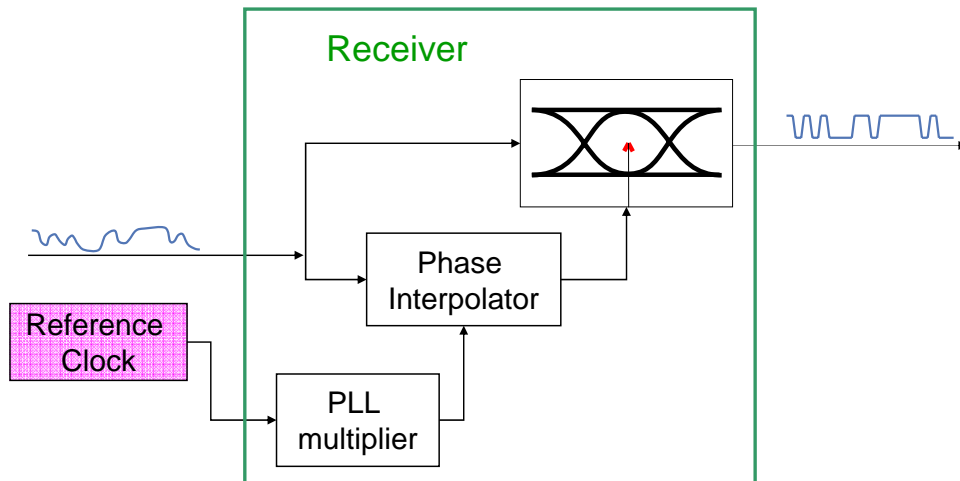 Receiver
Phase
Interpolator
Reference
Clock
PLL
multiplier